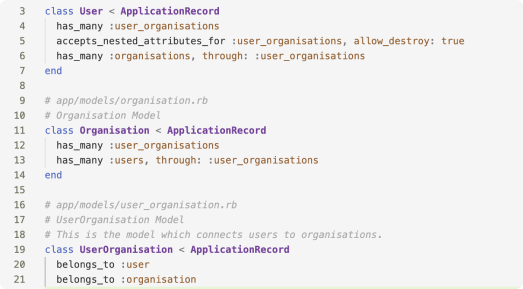 3 class User < ApplicationRecord
4 has_many :user_organisations
5 accepts_nested_attributes_for :user_organisations, allow_destroy: true
6 has_many :organisations, through: :user_organisations
7 end
8
9 # app/models/organisation.rb
10 # Organisation Model
11 class Organisation < ApplicationRecord
12 has_many :user_organisations
13 has_many :users, through: :user_organisations
14 end
15
16 # app/models/user_organisation.rb
17 # UserOrganisation Model
18 # This is the model which connects users to organisations.
19 class UserOrganisation < ApplicationRecord
20 belongs_to :user
21 belongs_to :organisation